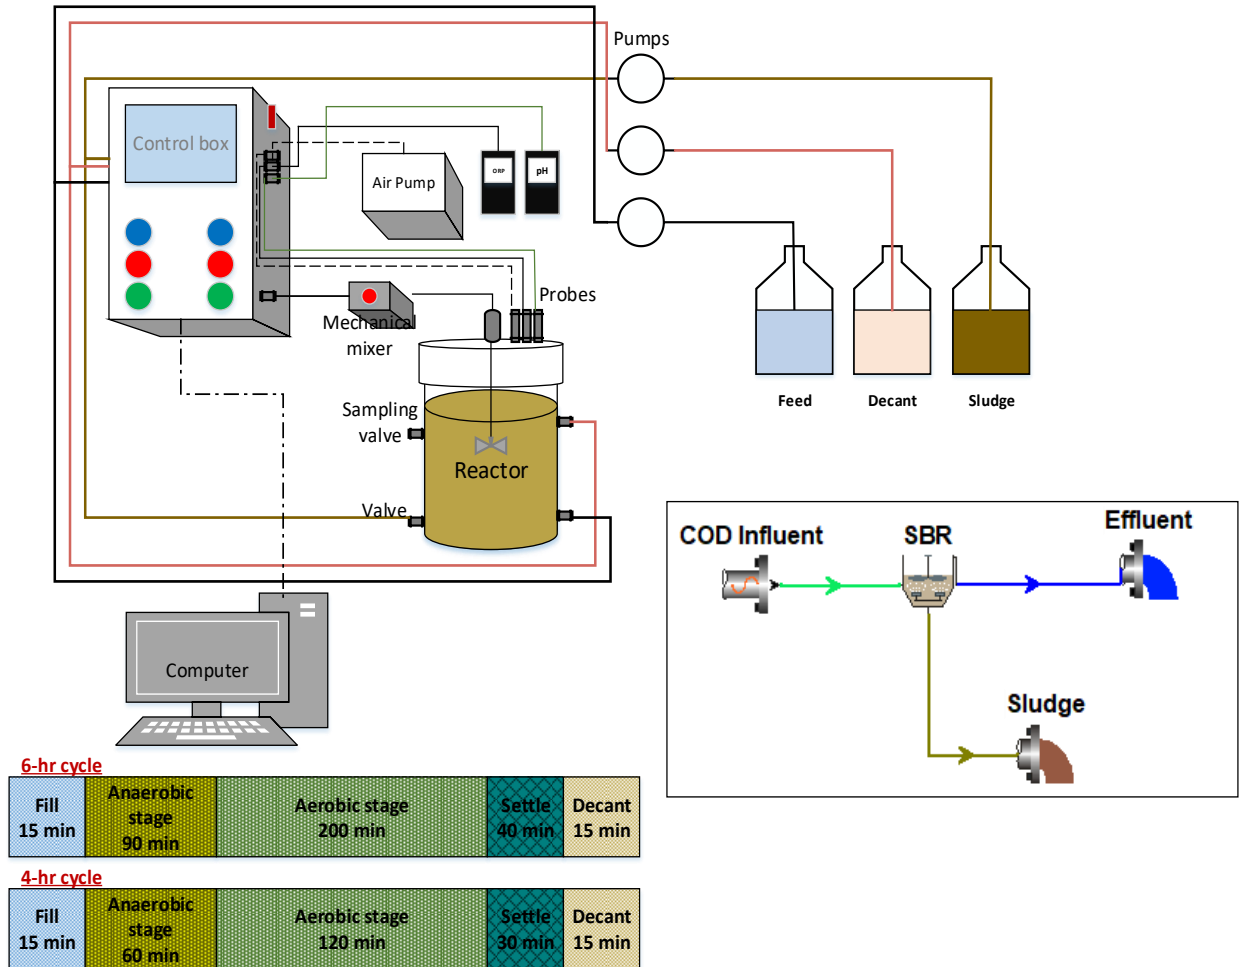 Pumps
Control box
Air Pump
ORP
pH
Probes
Mechanical
mixer
Sampling
valve
Reactor
Valve
Feed
Decant
Sludge
COD Influent
SBR
Effluent
Sludge
Computer
6-hr cycle
Fill
15 min
Anaerobic
stage
90 min
Aerobic stage
200 min
Settle
40 min
Decant
15 min
4-hr cycle
Fill
15 min
Anaerobic
stage
60 min
Aerobic stage
120 min
Settle
30 min
Decant
15 min